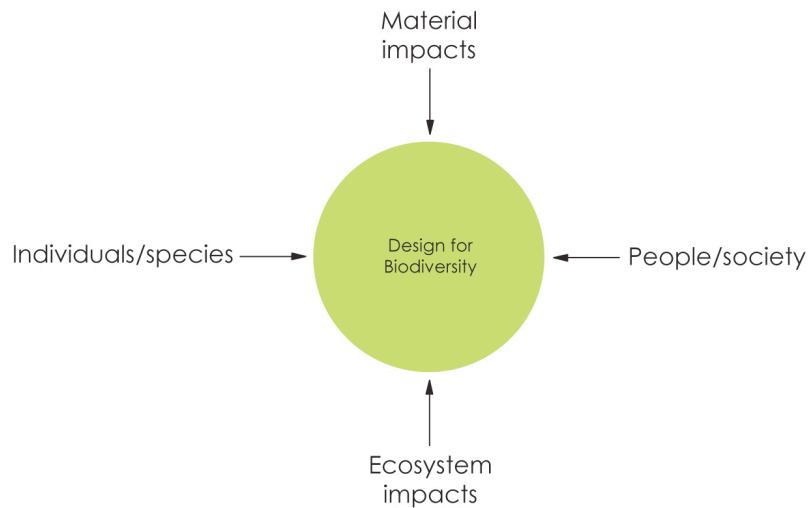 Material
impacts
Individuals/species
Design for
Biodiversity
People/society
Ecosystem
impacts